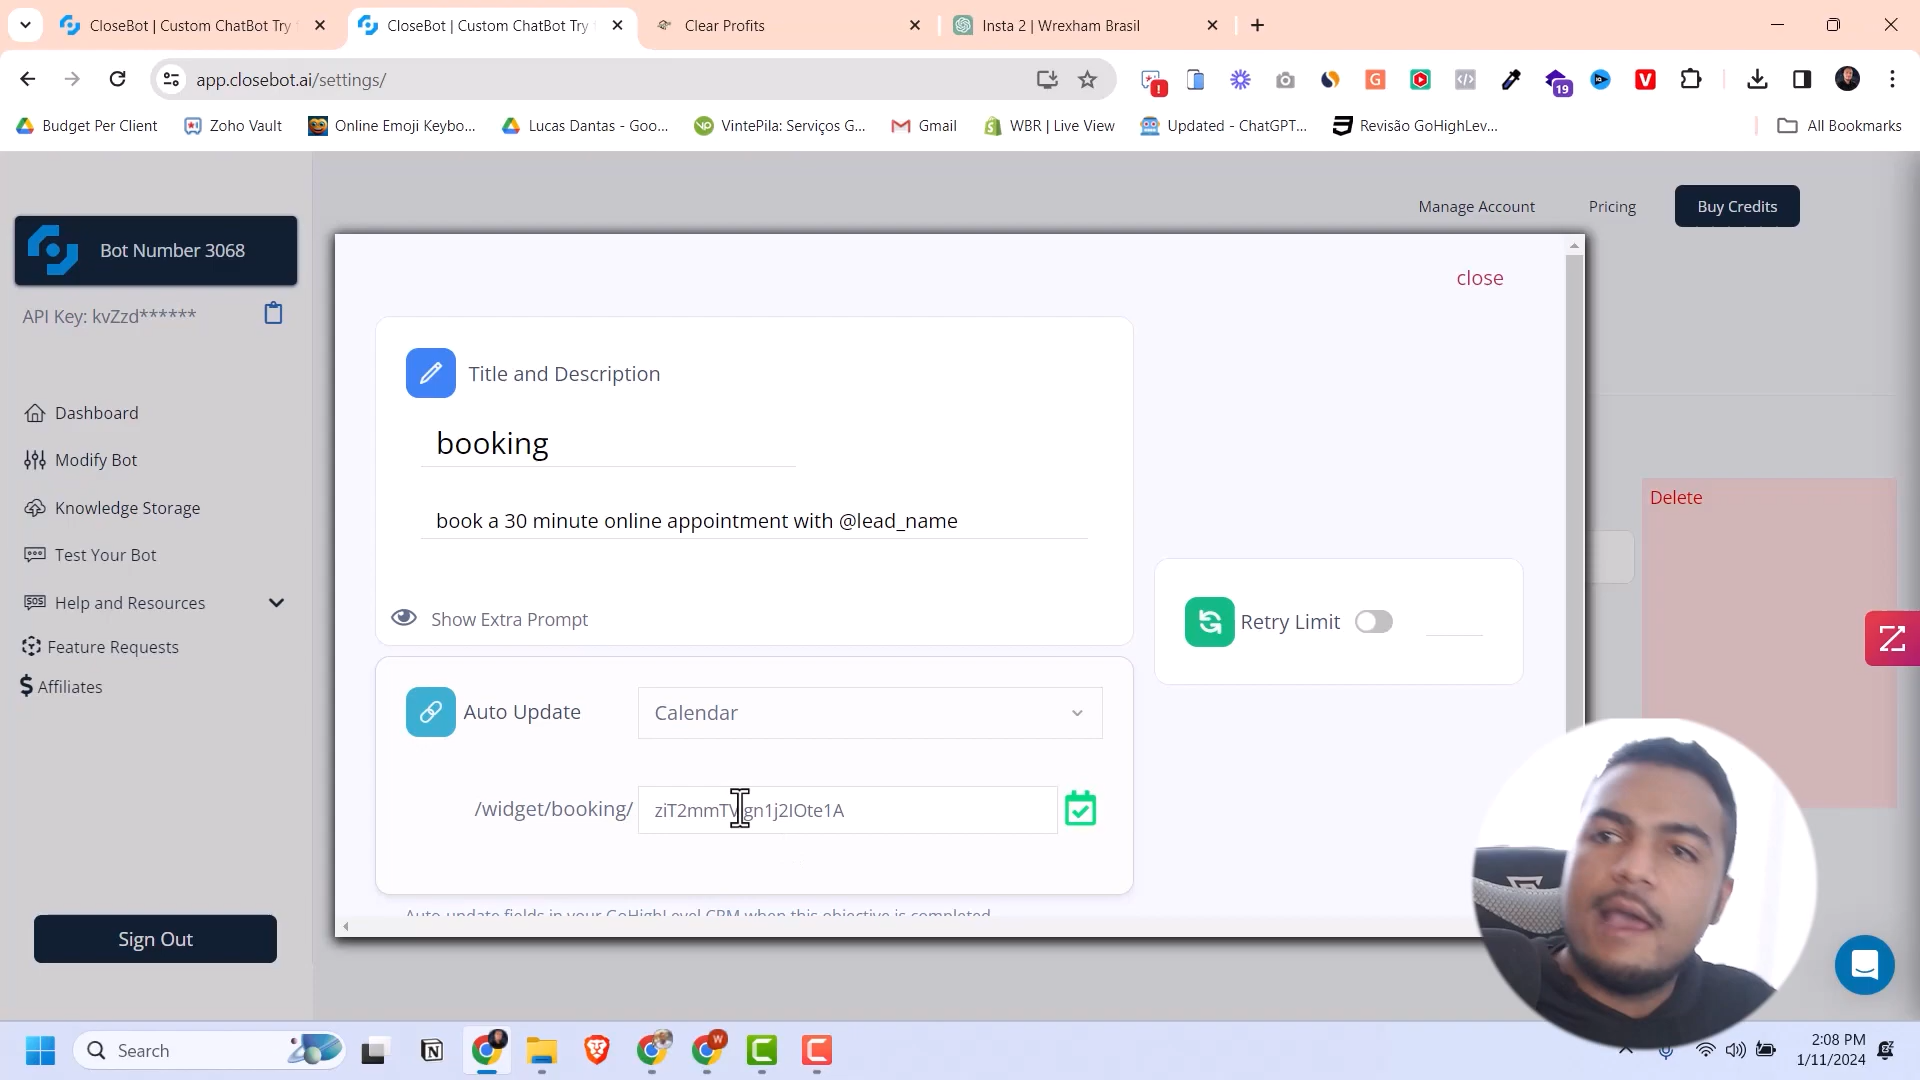 CloseBot | Custom ChatBot Try
CloseBot | Custom ChatBot Try
Clear Profits
Insta 2 | Wrexham Brasil
app.closebot.ai/settings/
19
Budget Per Client
Zoho Vault
Online Emoji Keybo...
Lucas Dantas - Goo...
VintePila: Serviços G...
Gmail
WBR | Live View
Updated - ChatGPT...
Revisão GoHighLev...
All Bookmarks
Bot Number 3068
API Key: kvZzd******
Dashboard
Modify Bot
Knowledge Storage
Test Your Bot
Help and Resources
Feature Requests
Affiliates
Sign Out
Manage Account
Pricing
Buy Credits
close
Title and Description
booking
book a 30 minute online appointment with @lead_name
Show Extra Prompt
Retry Limit
Auto Update
Calendar
/widget/booking/
Delete
Search
2:08 PM
1/11/2024